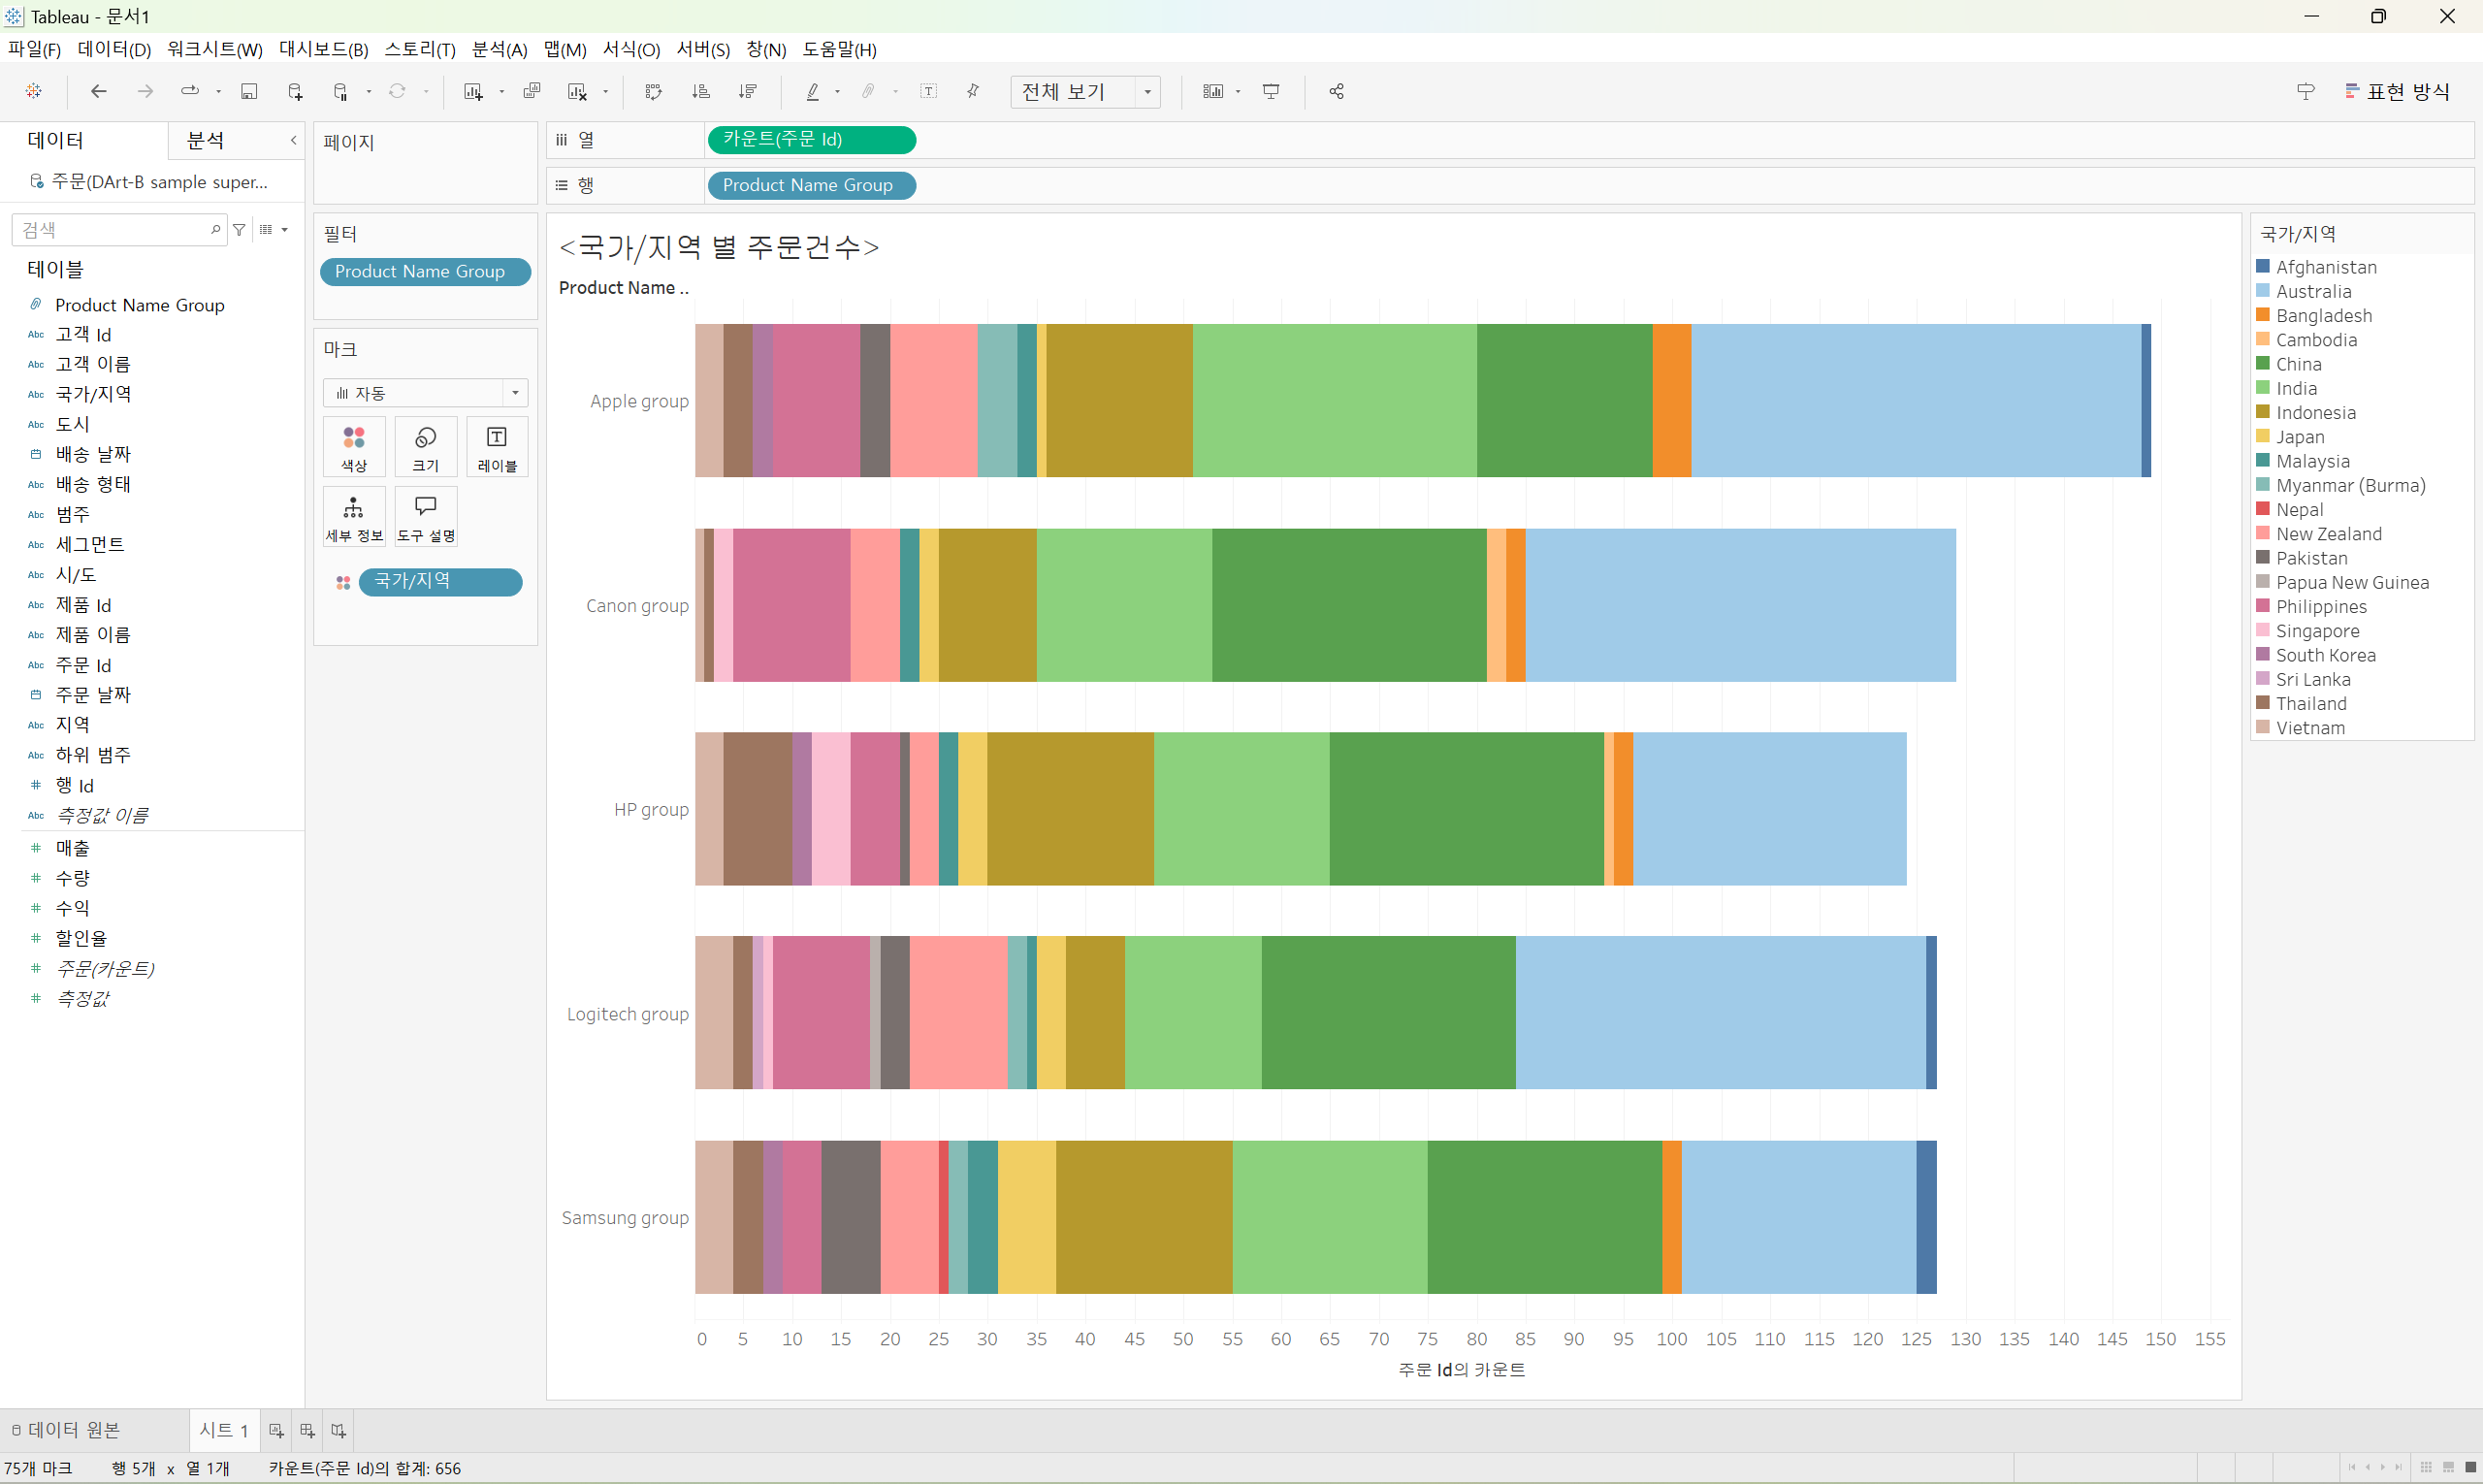 Tableau - 문서1
파일(F) 데이터(D) 워크시트(W) 대시보드(B) 스토리(T) 분석(A) 맵(M) 서식(O) 서버(S) 창(N) 도움말(H)
전체 보기
표현 방식
데이터 분석
주문(DArt-B sample super...
검색
테이블
Product Name Group
Abc 고객 Id
Abc 고객 이름
Abc 국가/지역
Abc 도시
배송 날짜
Abc 배송 형태
Abc 범주
Abc 세그먼트
Abc 시/도
Abc 제품 Id
Abc 제품 이름
Abc 주문 Id
주문 날짜
Abc 지역
Abc 하위 범주
# 행 Id
Abc 측정값 이름
# 매출
# 수량
# 수익
# 할인율
# 주문(카운트)
# 측정값
페이지
필터
Product Name Group
마크
자동
색상 크기 레이블
세부 정보 도구 설명
국가/지역
열 카운트(주문 Id)
행 Product Name Group
<국가/지역 별 주문건수>
Product Name ..
Apple group
Canon group
HP group
Logitech group
Samsung group
0 5 10 15 20 25 30 35 40 45 50 55 60 65 70 75 80 85 90 95 100 105 110 115 120 125 130 135 140 145 150 155
주문 Id의 카운트
국가/지역
Afghanistan
Australia
Bangladesh
Cambodia
China
India
Indonesia
Japan
Malaysia
Myanmar (Burma)
Nepal
New Zealand
Pakistan
Papua New Guinea
Philippines
Singapore
South Korea
Sri Lanka
Thailand
Vietnam
데이터 원본 시트 1
75개 마크 행 5개 x 열 1개 카운트(주문 Id)의 합계: 656